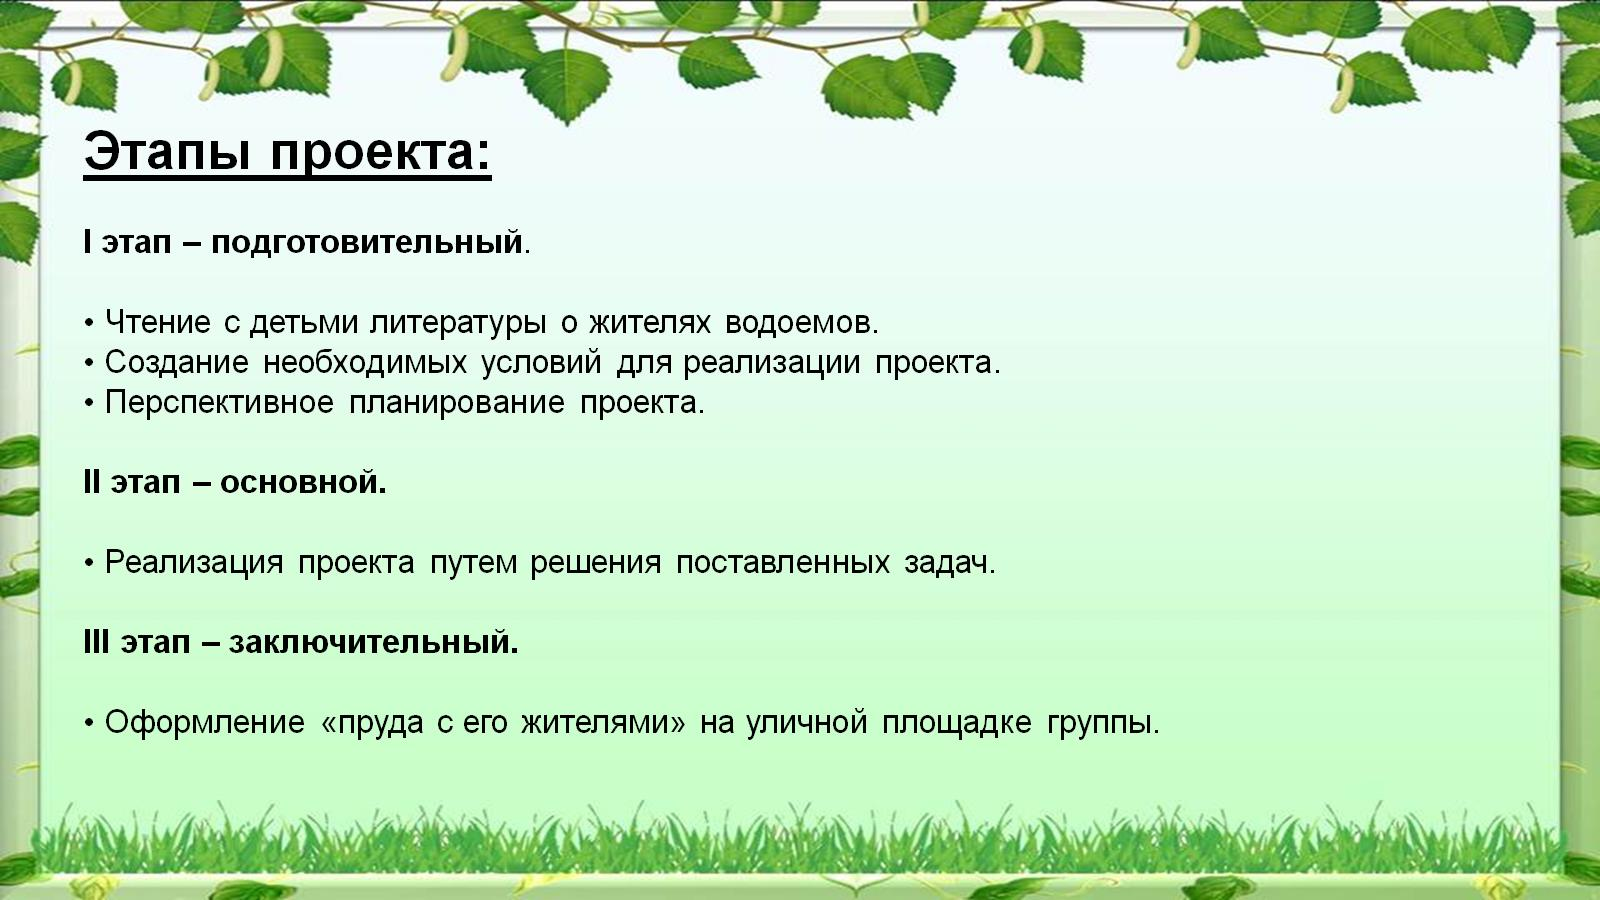 Этапы проекта:
I этап – подготовительный.
• Чтение с детьми литературы о жителях водоемов.
• Создание необходимых условий для реализации проекта.
• Перспективное планирование проекта.
II этап – основной.
• Реализация проекта путем решения поставленных задач.
III этап – заключительный.
• Оформление «пруда с его жителями» на уличной площадке группы.